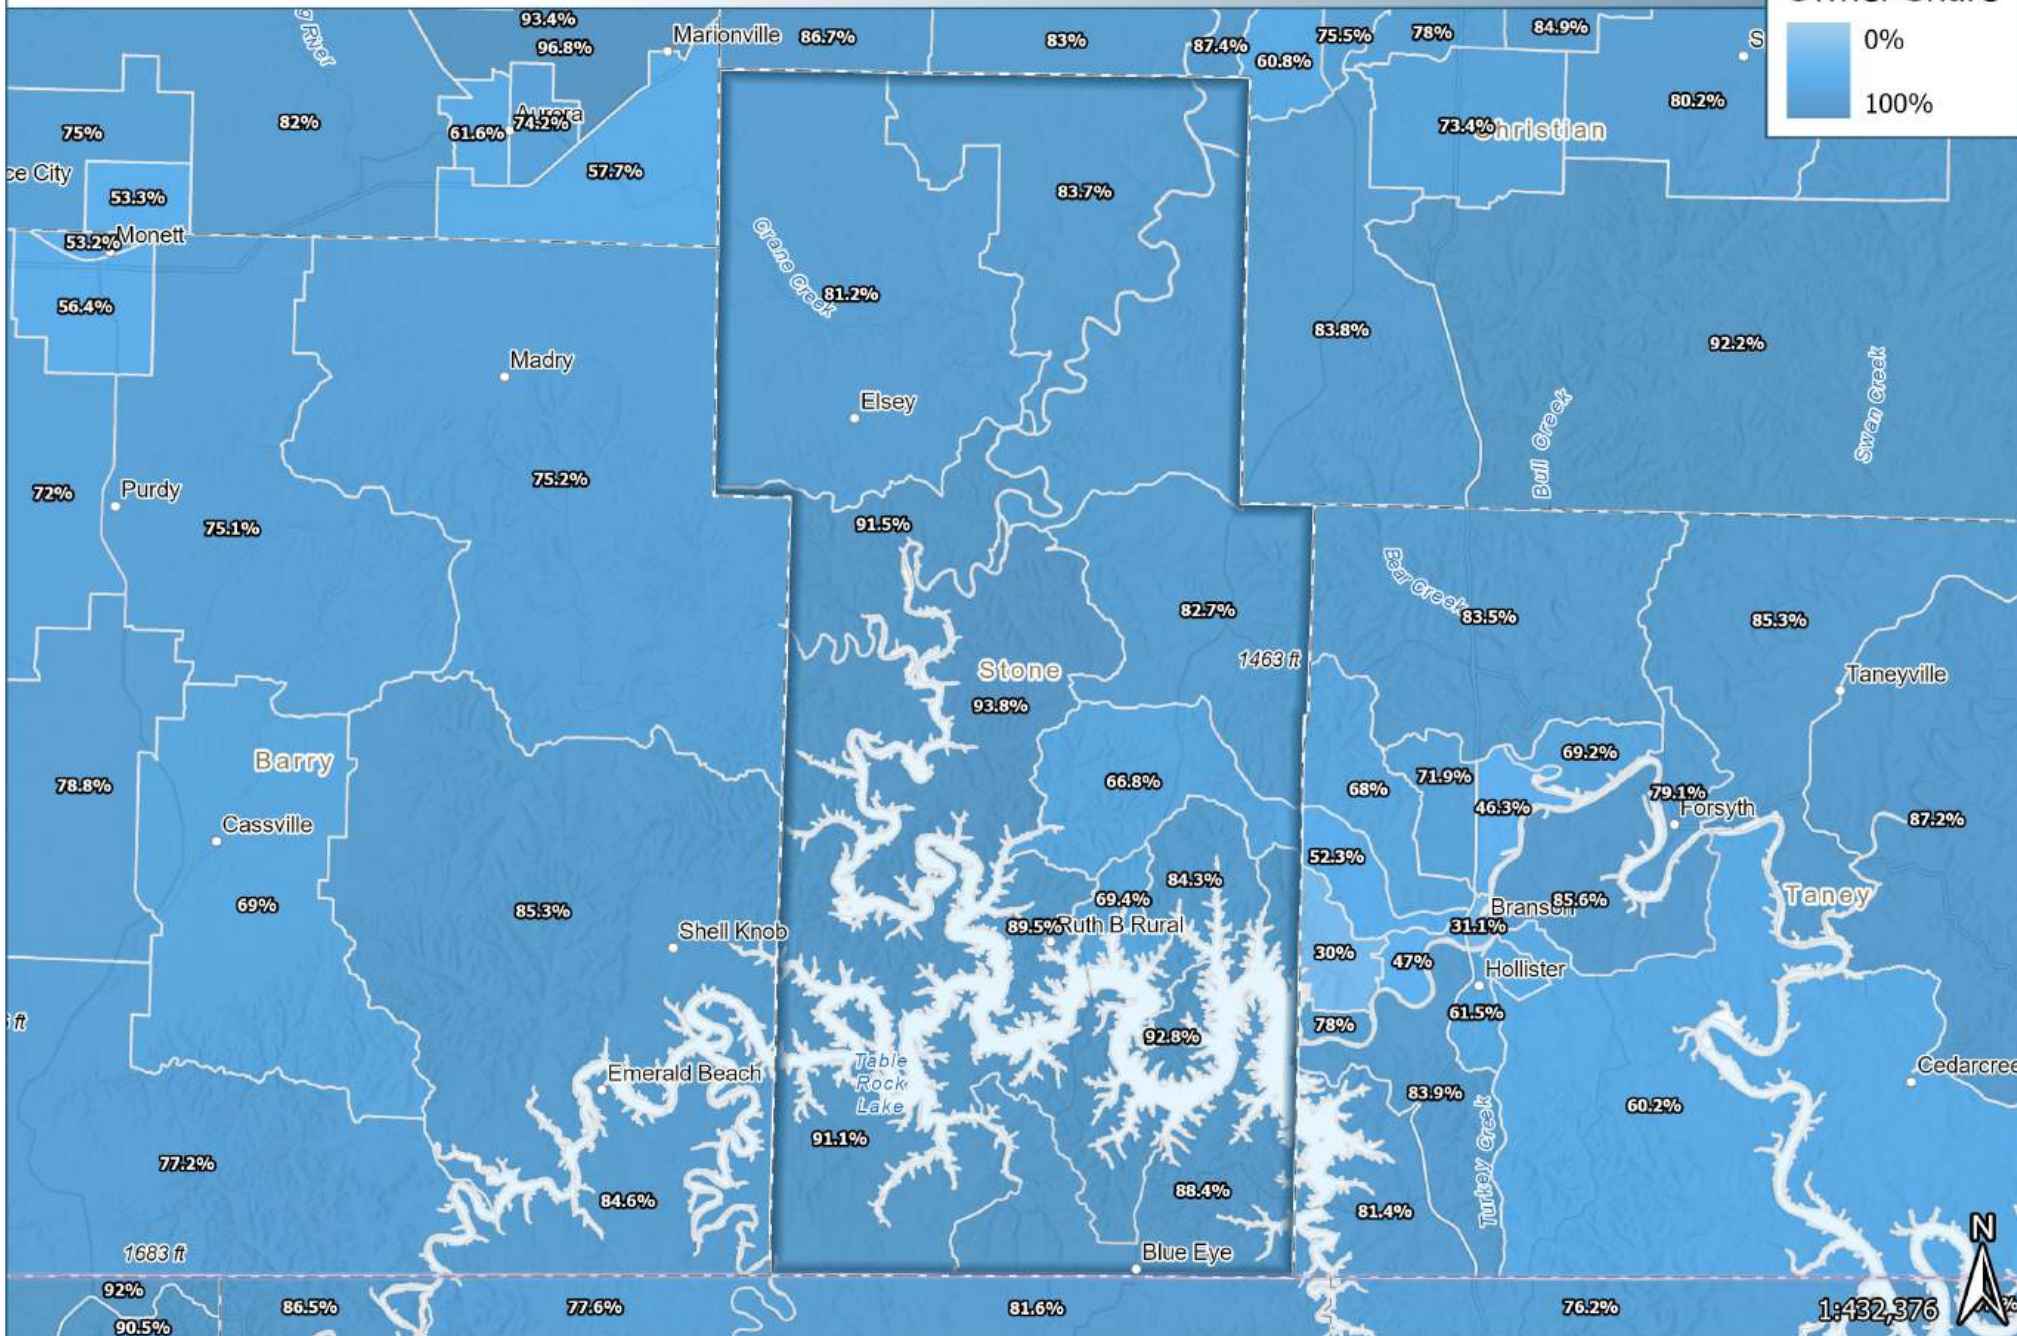 93.4%
96.8%
Marionville
86.7%
83%
87.4%
60.8%
75.5%
78%
84.9%
0%
100%
River
82%
Aurora
61.6%
74.2%
57.7%
75%
ce City
53.3%
53.2%
Monett
56.4%
80.2%
73.4%
Christian
83.7%
Crane Creek
81.2%
Elsey
83.8%
92.2%
Bull Creek
Swan Creek
Madry
75.2%
72%
Purdy
75.1%
91.5%
82.7%
1463 ft
Stone
93.8%
Bear Creek
83.5%
85.3%
Taneyville
Barry
78.8%
Cassville
69%
85.3%
Shell Knob
66.8%
84.3%
69.4%
89.5%
Ruth B Rural
68%
71.9%
69.2%
46.3%
79.1%
Forsyth
87.2%
52.3%
Branson
85.6%
31.1%
Taney
30%
47%
Hollister
78%
61.5%
ft
92.8%
Table
Rock
Lake
Emerald Beach
83.9%
Turkey Creek
60.2%
Cedarcree
91.1%
77.2%
84.6%
88.4%
81.4%
1683 ft
Blue Eye
N
92%
90.5%
86.5%
77.6%
81.6%
76.2%
1:432,376